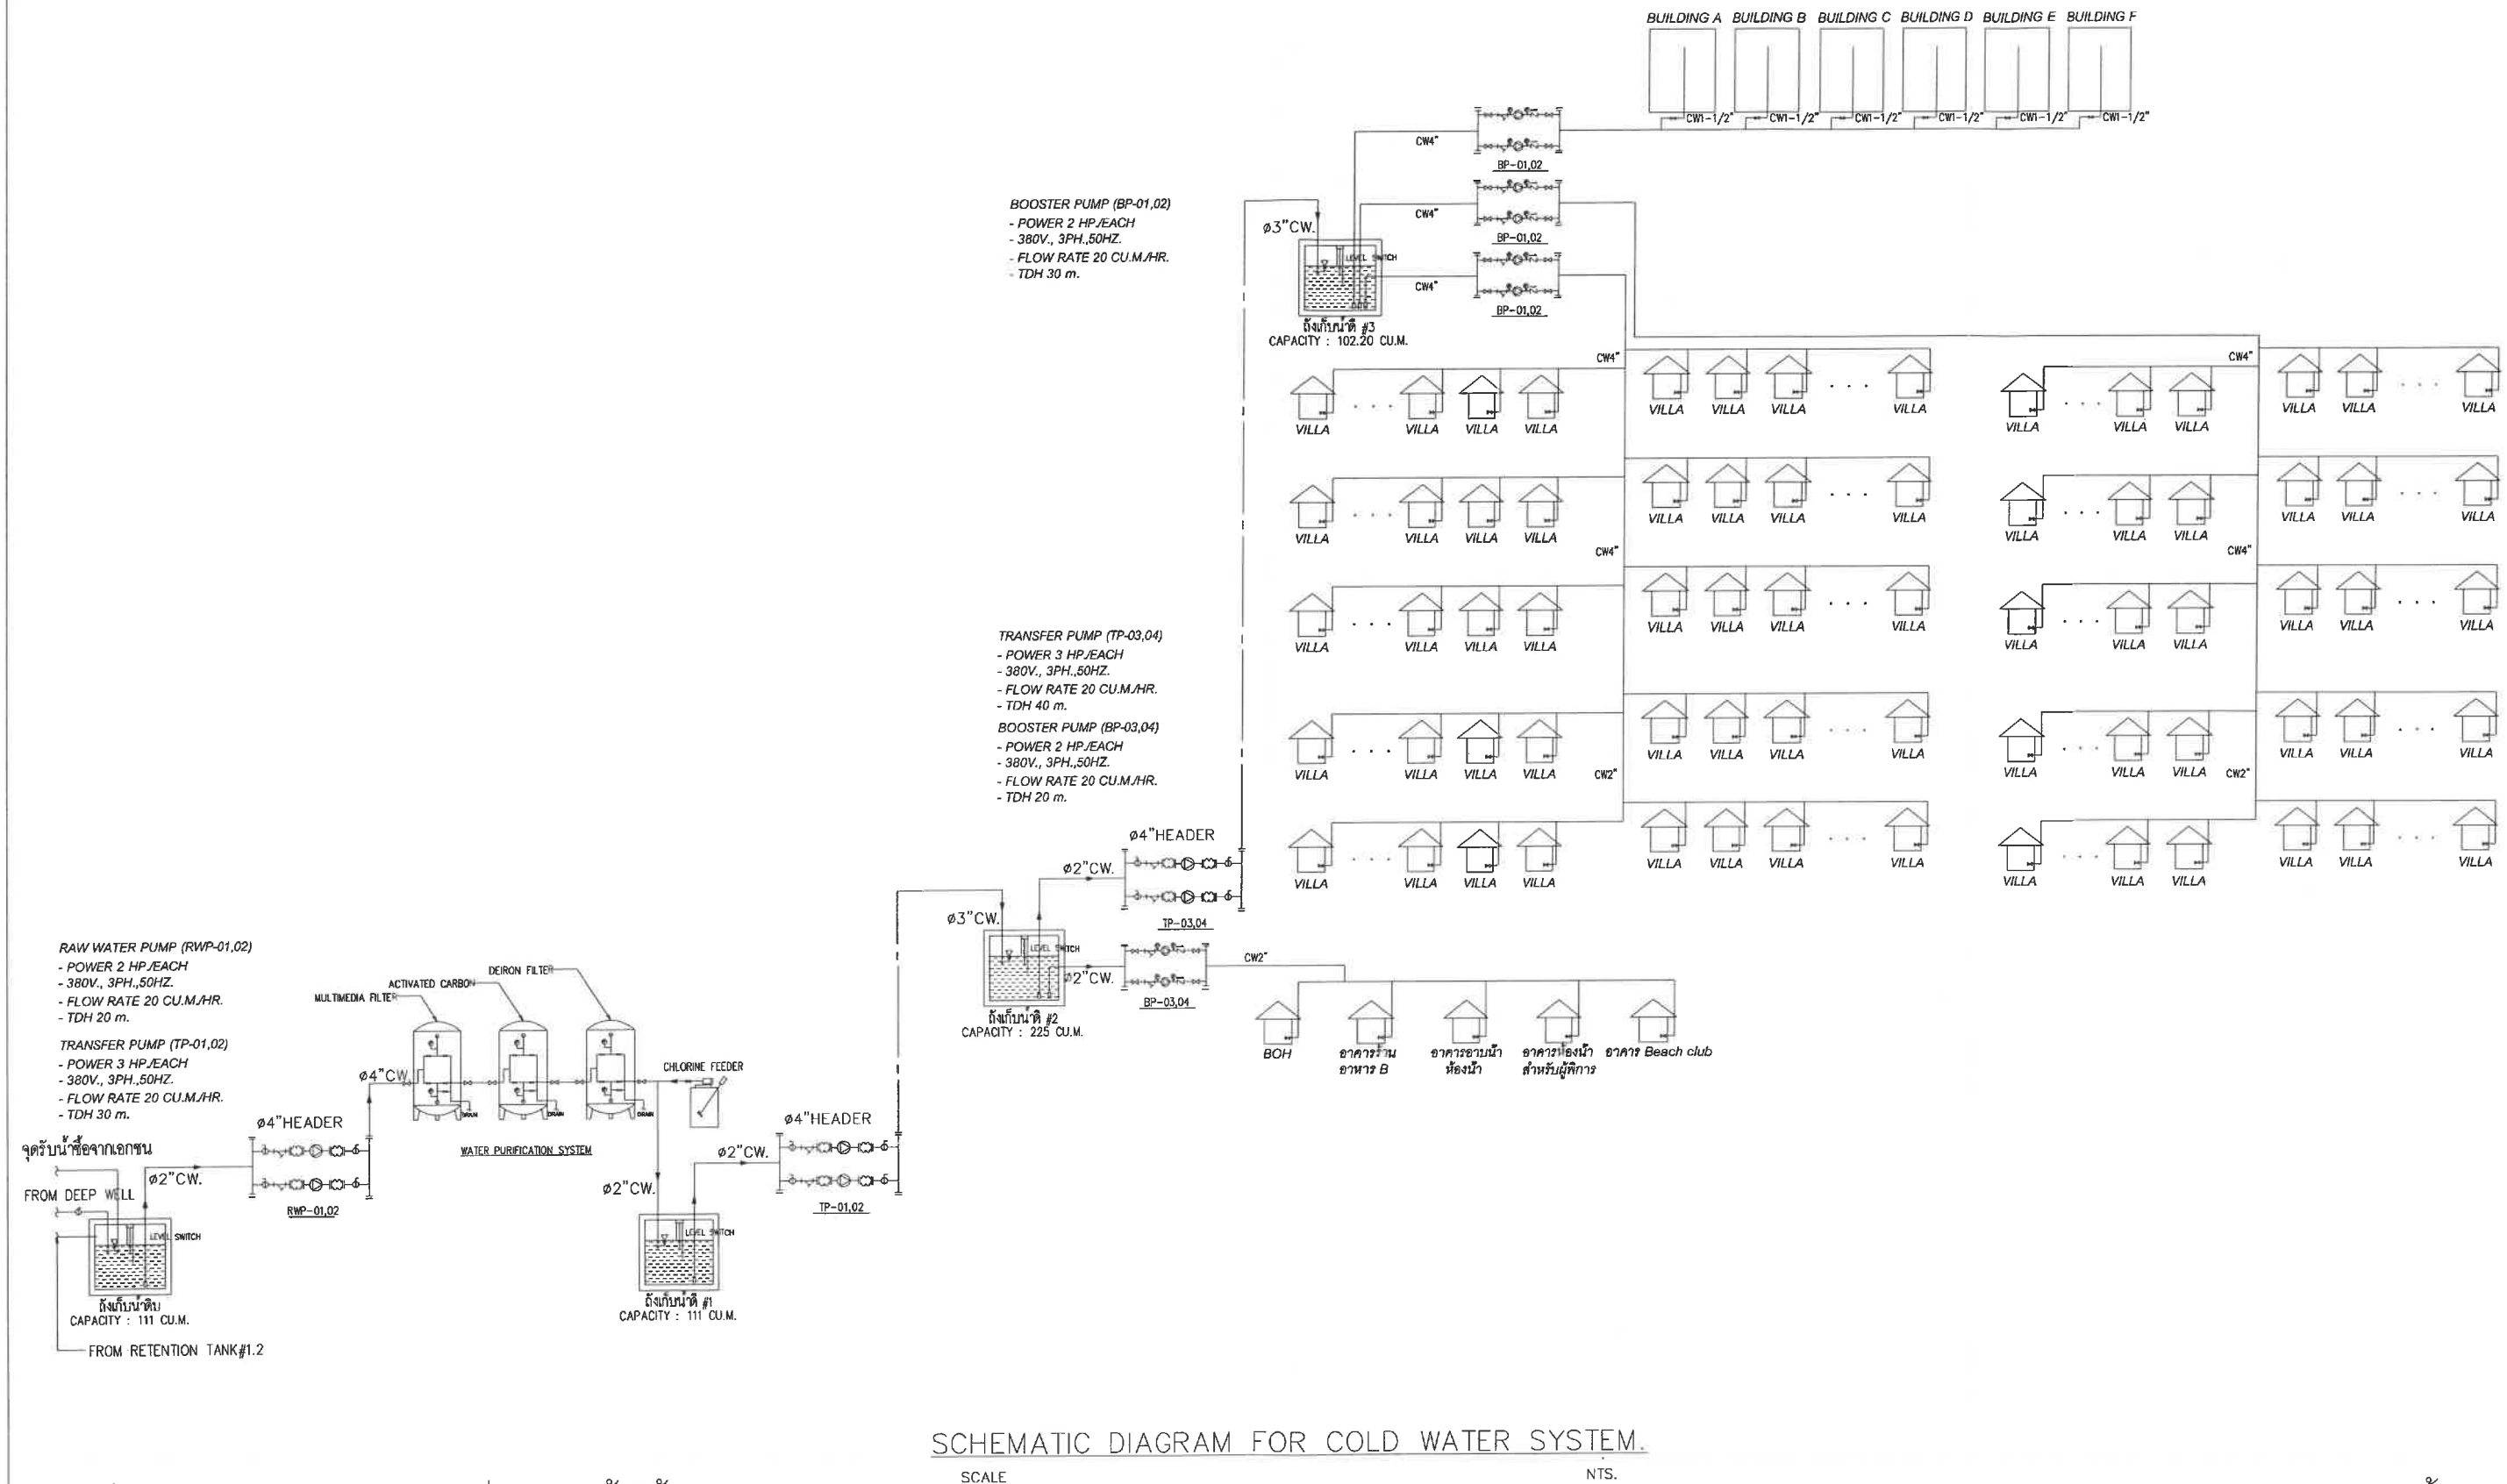 BUILDING A BUILDING B BUILDING C BUILDING D BUILDING E BUILDING F
CW1-1/2" CW1-1/2" CW1-1/2" CW1-1/2" CW1-1/2" CW1-1/2"
CW4"
BP-01,02
CW4"
BP-01,02
CW4"
BP-01,02
BOOSTER PUMP (BP-01,02)
- POWER 2 HP./EACH
- 380V., 3PH.,50HZ.
- FLOW RATE 20 CU.M./HR.
- TDH 30 m.
ø3"CW.
LEVEL SWITCH
ถังเก็บน้ำดี #3
CAPACITY : 102.20 CU.M.
CW4" CW4"
VILLA VILLA VILLA VILLA VILLA VILLA VILLA
VILLA VILLA VILLA VILLA VILLA VILLA VILLA
VILLA VILLA VILLA VILLA VILLA VILLA VILLA
VILLA VILLA VILLA VILLA VILLA VILLA VILLA
CW4" CW4"
VILLA VILLA VILLA VILLA VILLA VILLA VILLA
VILLA VILLA VILLA VILLA VILLA VILLA VILLA
VILLA VILLA VILLA VILLA VILLA VILLA VILLA
VILLA VILLA VILLA VILLA CW2" VILLA VILLA VILLA CW2"
VILLA VILLA VILLA VILLA VILLA VILLA VILLA
VILLA VILLA VILLA VILLA VILLA VILLA VILLA
TRANSFER PUMP (TP-03,04)
- POWER 3 HP./EACH
- 380V., 3PH.,50HZ.
- FLOW RATE 20 CU.M./HR.
- TDH 40 m.
BOOSTER PUMP (BP-03,04)
- POWER 2 HP./EACH
- 380V., 3PH.,50HZ.
- FLOW RATE 20 CU.M./HR.
- TDH 20 m.
ø4"HEADER
ø2"CW.
TP-03,04
ø3"CW.
LEVEL SWITCH
ø2"CW.
BP-03,04
CW2"
ถังเก็บน้ำดี #2
CAPACITY : 225 CU.M.
BOH
อาคารร้าน
อาหาร B
อาคารอาบน้ำ
ห้องน้ำ
อาคารห้องน้ำ
สำหรับผู้พิการ
อาคาร Beach club
RAW WATER PUMP (RWP-01,02)
- POWER 2 HP./EACH
- 380V., 3PH.,50HZ.
- FLOW RATE 20 CU.M./HR.
- TDH 20 m.
TRANSFER PUMP (TP-01,02)
- POWER 3 HP./EACH
- 380V., 3PH.,50HZ.
- FLOW RATE 20 CU.M./HR.
- TDH 30 m.
DEIRON FILTER
ACTIVATED CARBON
MULTIMEDIA FILTER
ø4"CW.
CHLORINE FEEDER
DRAIN DRAIN DRAIN
WATER PURIFICATION SYSTEM
ø4"HEADER
จุดรับน้ำซื้อจากเอกชน
ø2"CW.
FROM DEEP WELL
RWP-01,02
LEVEL SWITCH
ถังเก็บน้ำดิบ
CAPACITY : 111 CU.M.
FROM RETENTION TANK#1.2
ø4"HEADER
ø2"CW.
ø2"CW.
TP-01,02
LEVEL SWITCH
ถังเก็บน้ำดี #1
CAPACITY : 111 CU.M.
SCHEMATIC DIAGRAM FOR COLD WATER SYSTEM.
SCALE NTS.